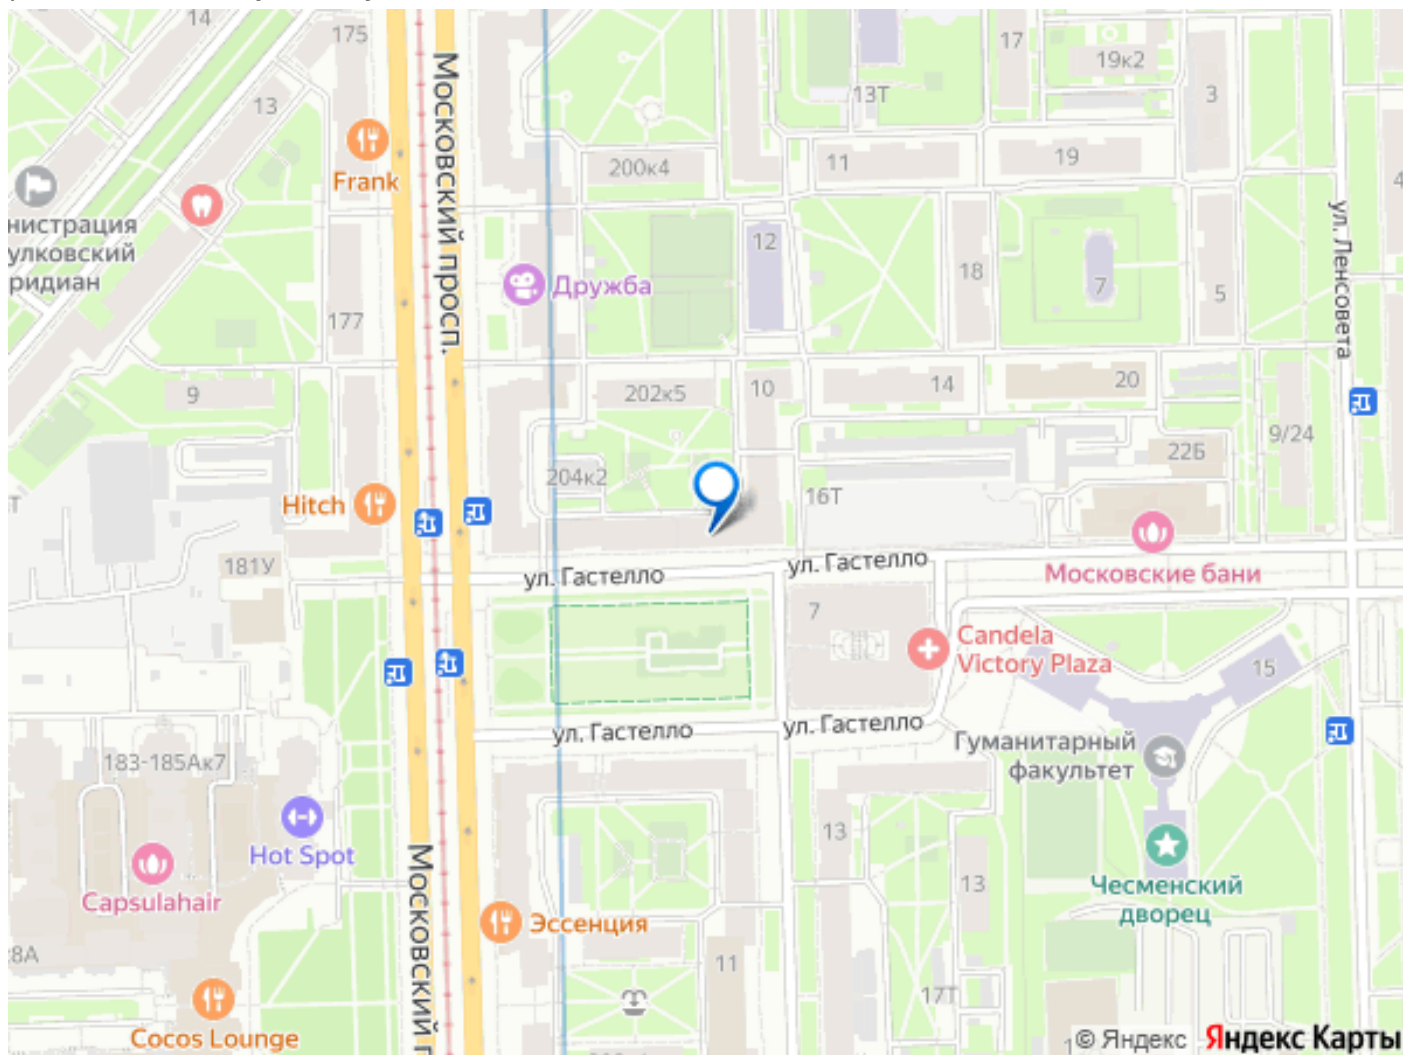 14
175
17
19к2
13Т
3
13
Московский просп.
Frank
200к4
11
19
4
нистрация
улковский
ридиан
12
ул. Ленсовета
18
7
5
Дружба
177
9
202к5
10
14
20
9/24
22Б
204к2
16Т
Т
Hitch
181У
ул. Гастелло
ул. Гастелло
Московские бани
7
Candela
Victory Plaza
15
ул. Гастелло
ул. Гастелло
Гуманитарный
факультет
183-185Ак7
13
Hot Spot
Capsulahair
Московский п
13
Чесменский
дворец
Эссенция
8А
11
17Т
Cocos Lounge
© Яндекс Яндекс Карты